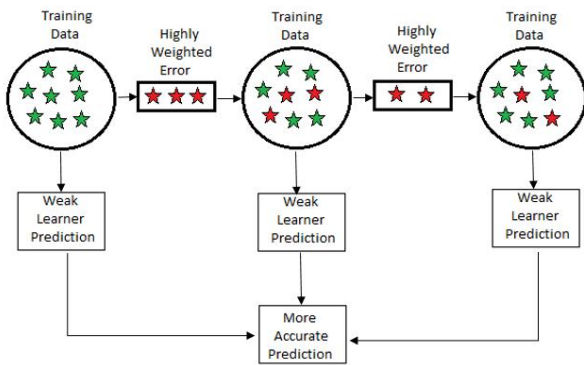 Training
Data
Highly
Weighted
Error
Training
Data
Highly
Weighted
Error
Training
Data
Weak
Learner
Prediction
Weak
Learner
Prediction
Weak
Learner
Prediction
More
Accurate
Prediction